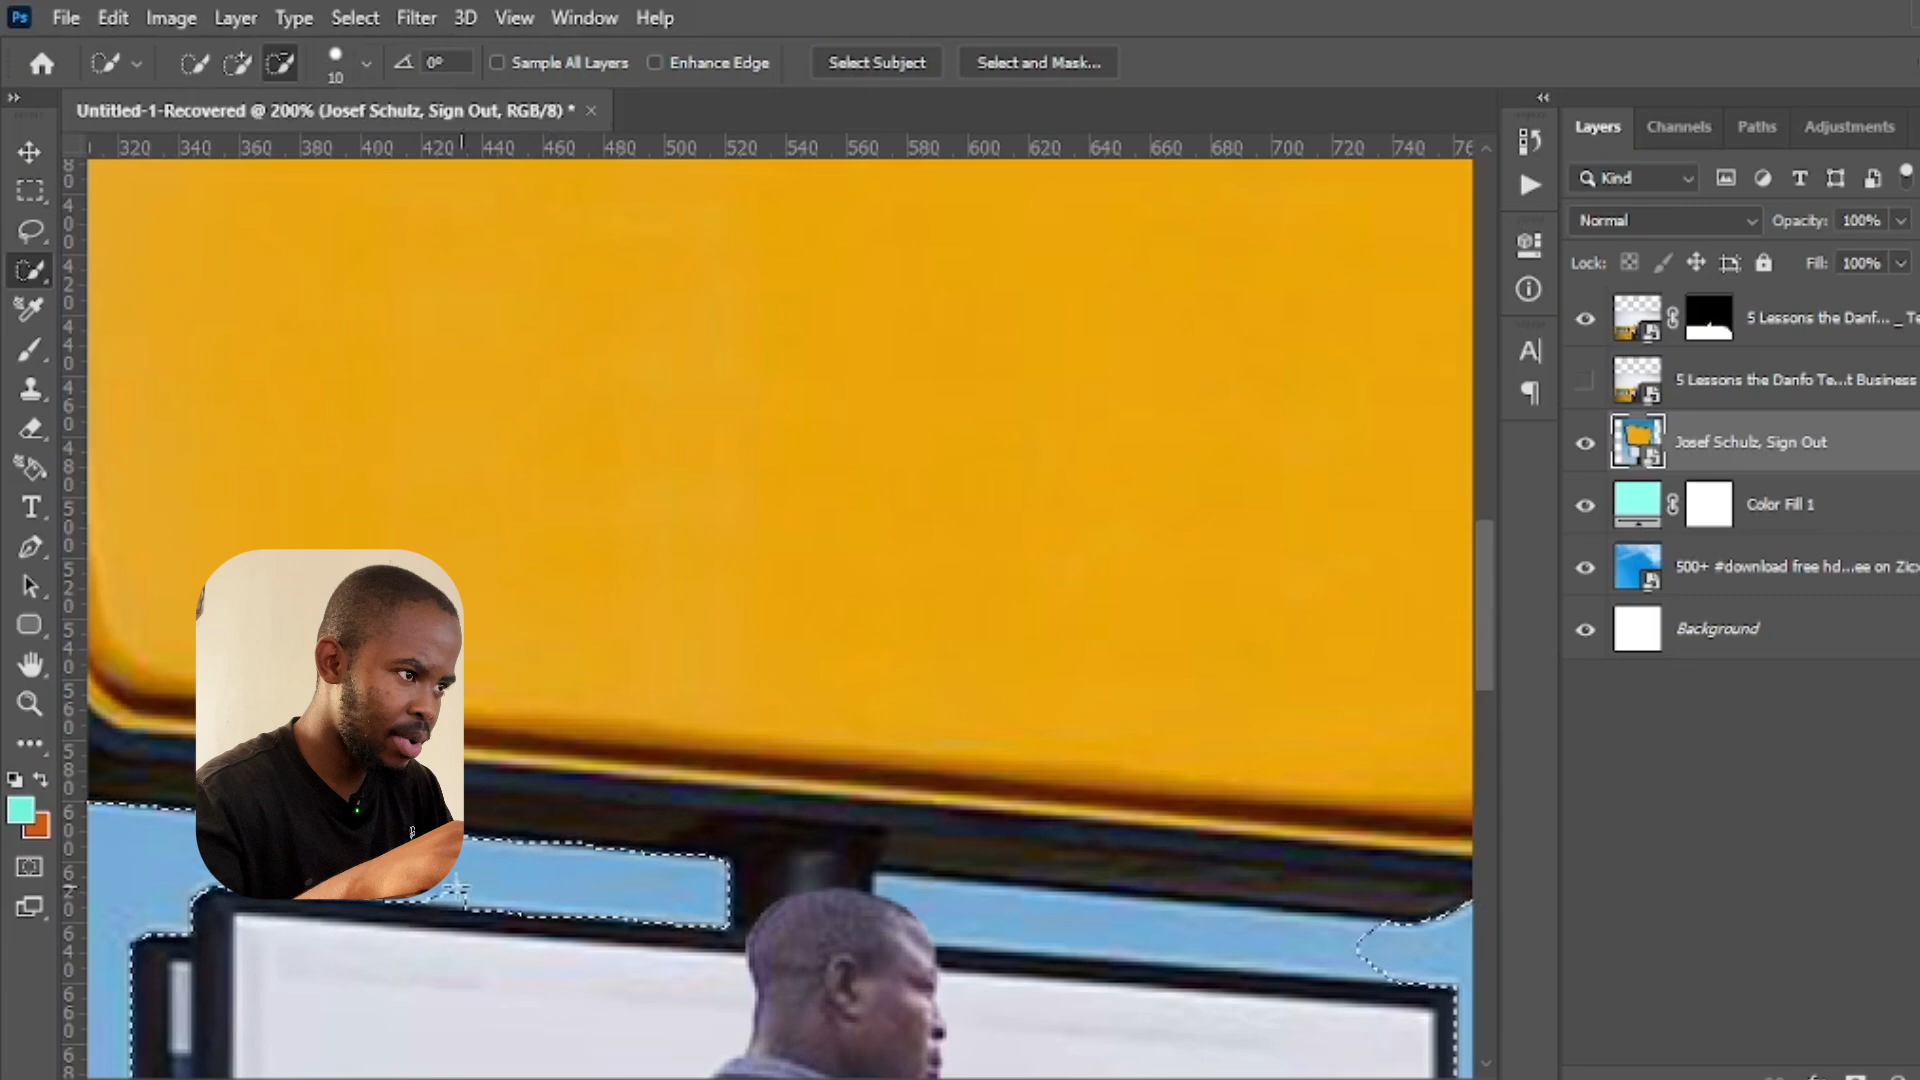 Ps File Edit Image Layer Type Select Filter 3D View Window Help
10 0° Sample All Layers Enhance Edge Select Subject Select and Mask...
Untitled-1-Recovered @ 200% (Josef Schulz, Sign Out, RGB/8) * ×
320 340 360 380 400 420 440 460 480 500 520 540 560 580 600 620 640 660 680 700 720 740 76
Layers Channels Paths Adjustments
Kind
Normal Opacity: 100%
Lock: Fill: 100%
5 Lessons the Danf... _ Te
5 Lessons the Danfo Te...t Business
Josef Schulz, Sign Out
Color Fill 1
500+ #download free hd...ee on Zicx
Background